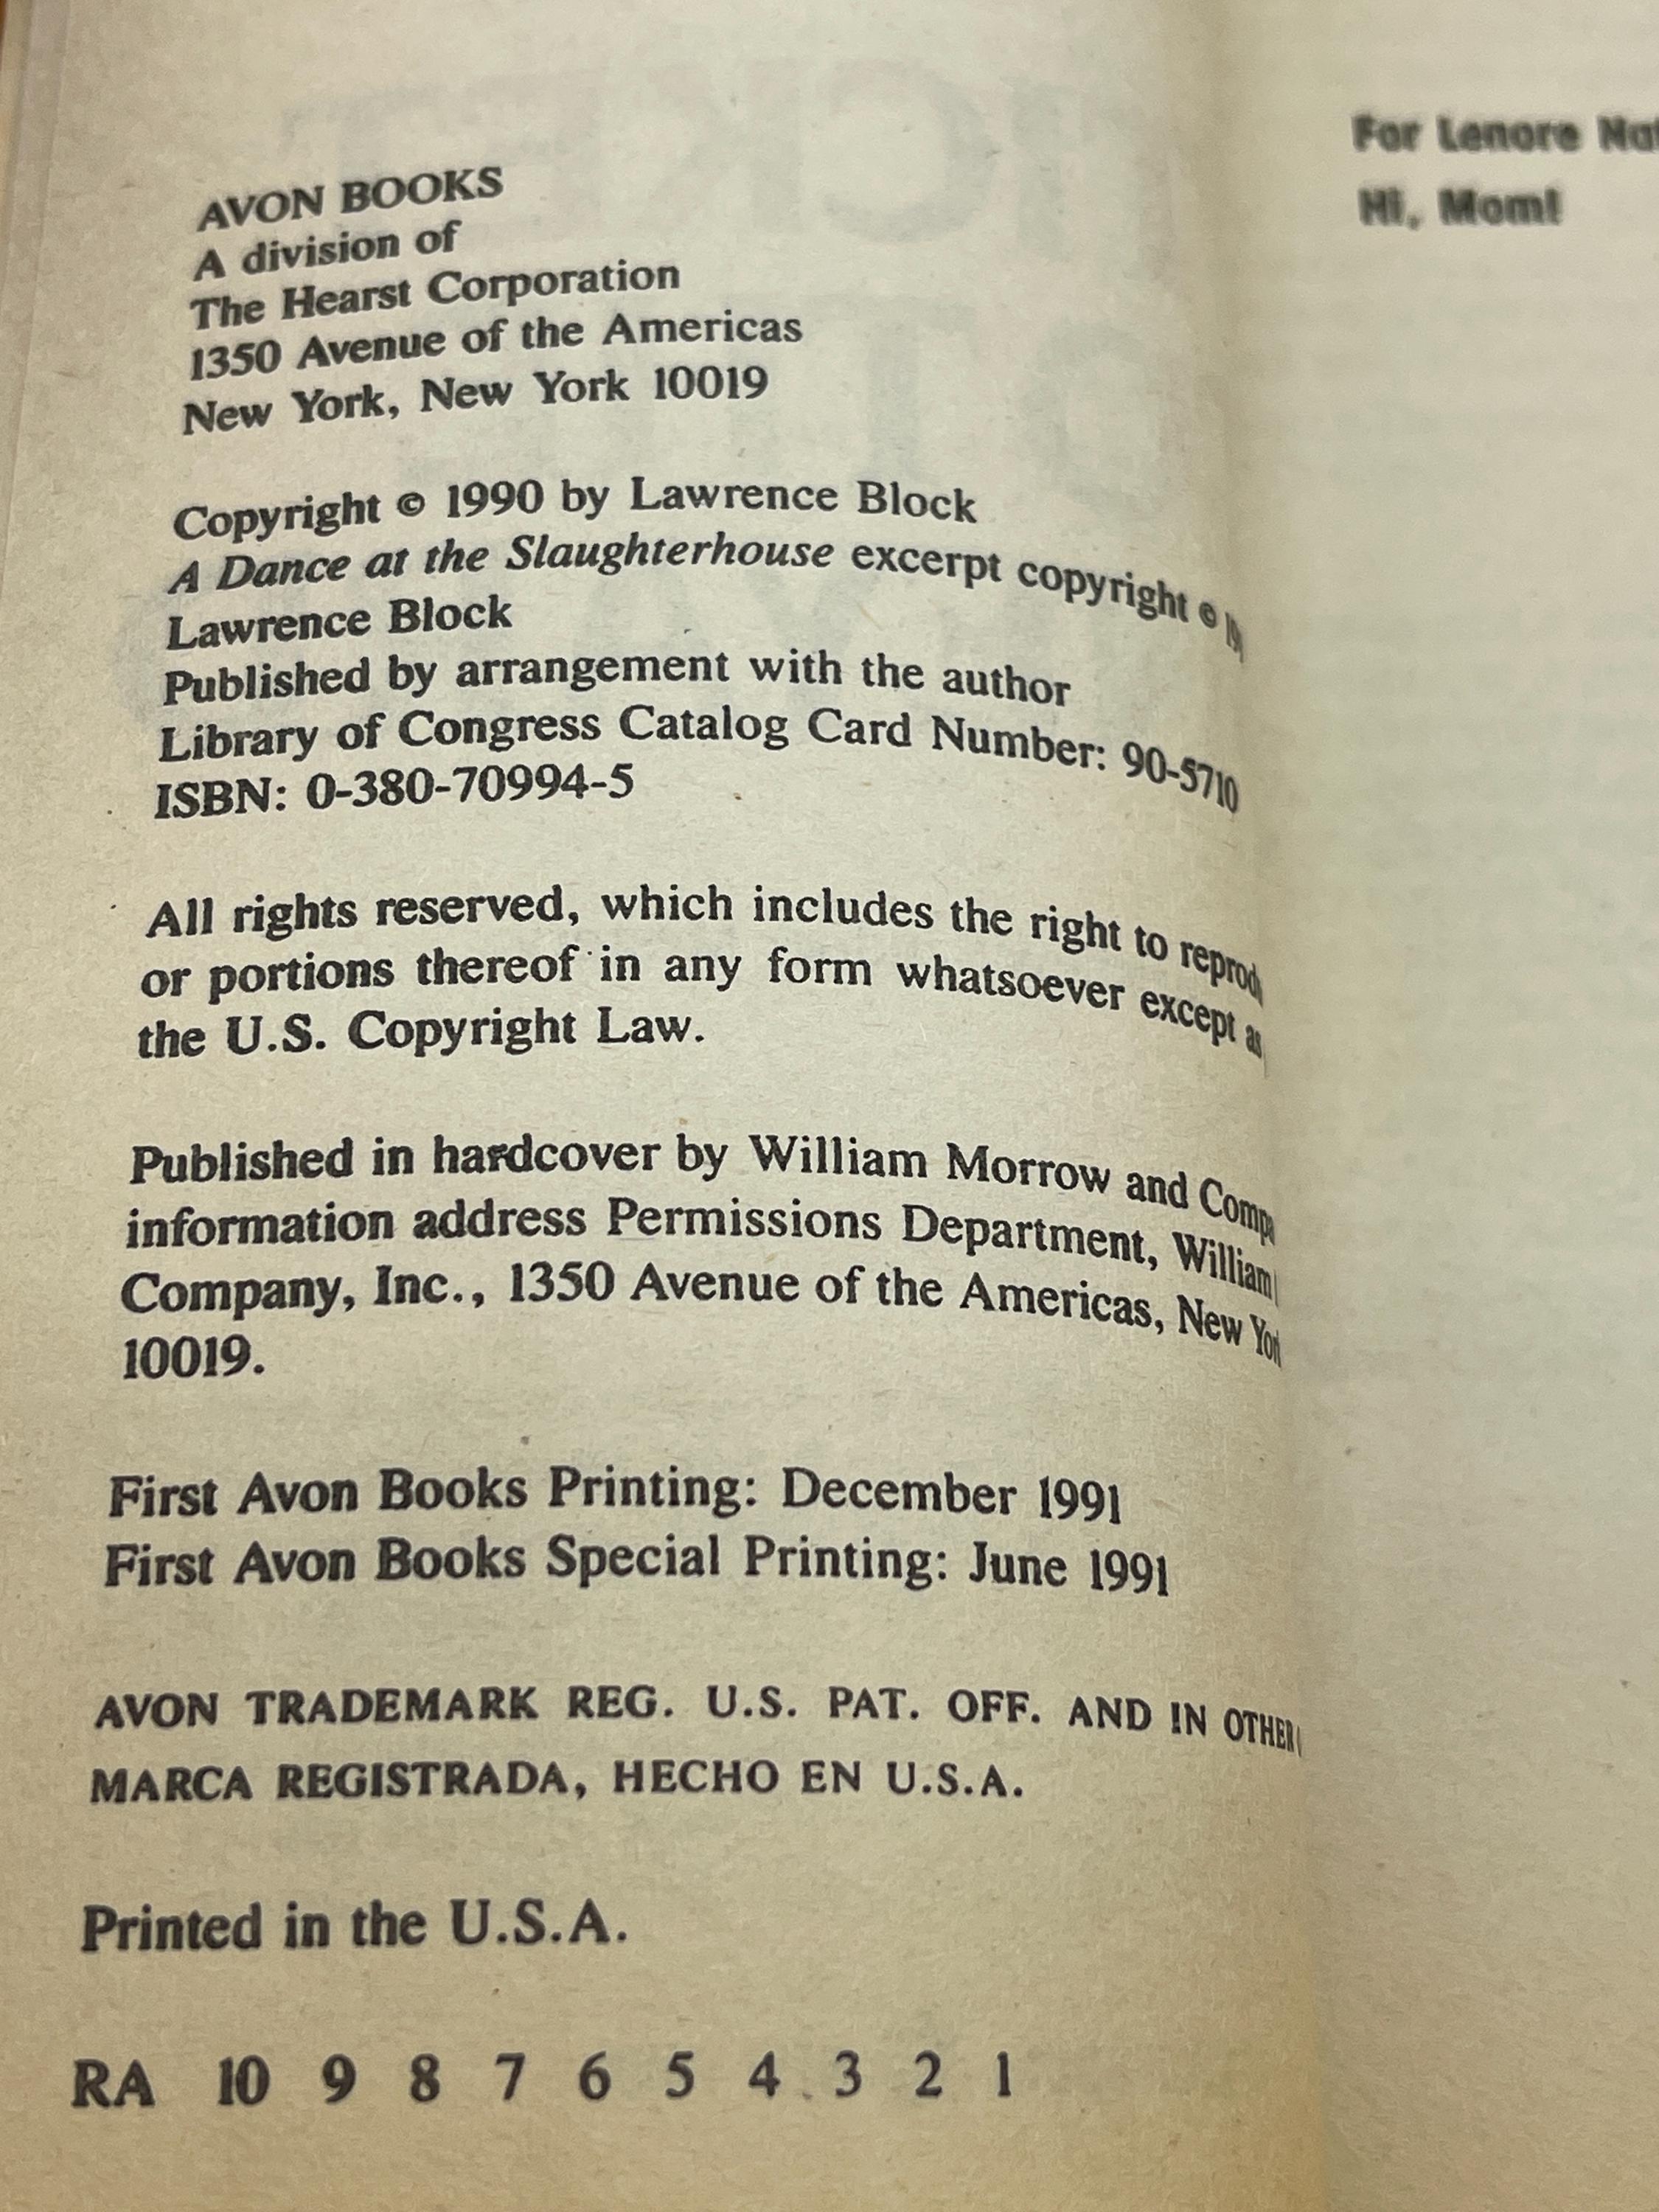 AVON BOOKS
A division of
The Hearst Corporation
1350 Avenue of the Americas
New York, New York 10019
Copyright © 1990 by Lawrence Block
A Dance at the Slaughterhouse excerpt copyright ©
Lawrence Block
Published by arrangement with the author
Library of Congress Catalog Card Number: 90-5710
ISBN: 0-380-70994-5
All rights reserved, which includes the right to
or portions thereof in any form whatsoever except as
the U.S. Copyright Law.
Published in hardcover by William Morrow and
information address Permissions Department, William
Company, Inc., 1350 Avenue of the Americas, New
10019.
First Avon Books Printing: December 1991
First Avon Books Special Printing: June 1991
AVON TRADEMARK REG. U.S. PAT. OFF. AND IN OTHER
MARCA REGISTRADA, HECHO EN U.S.A.
Printed in the U.S.A.
RA 10 9 8 7 6 5 4 3 2 1
For Lenore
Hi, Mom!